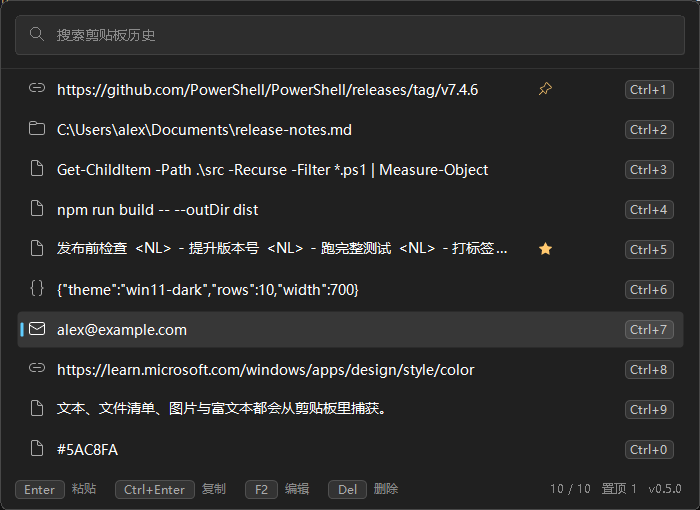 搜索剪贴板历史
https://github.com/PowerShell/PowerShell/releases/tag/v7.4.6 Ctrl+1
C:\Users\alex\Documents\release-notes.md Ctrl+2
Get-ChildItem -Path .\src -Recurse -Filter *.ps1 | Measure-Object Ctrl+3
npm run build -- --outDir dist Ctrl+4
发布前检查 <NL> - 提升版本号 <NL> - 跑完整测试 <NL> - 打标签... Ctrl+5
{"theme":"win11-dark","rows":10,"width":700} Ctrl+6
alex@example.com Ctrl+7
https://learn.microsoft.com/windows/apps/design/style/color Ctrl+8
文本、文件清单、图片与富文本都会从剪贴板里捕获。 Ctrl+9
#5AC8FA Ctrl+0
Enter 粘贴 Ctrl+Enter 复制 F2 编辑 Del 删除 10 / 10 置顶 1 v0.5.0